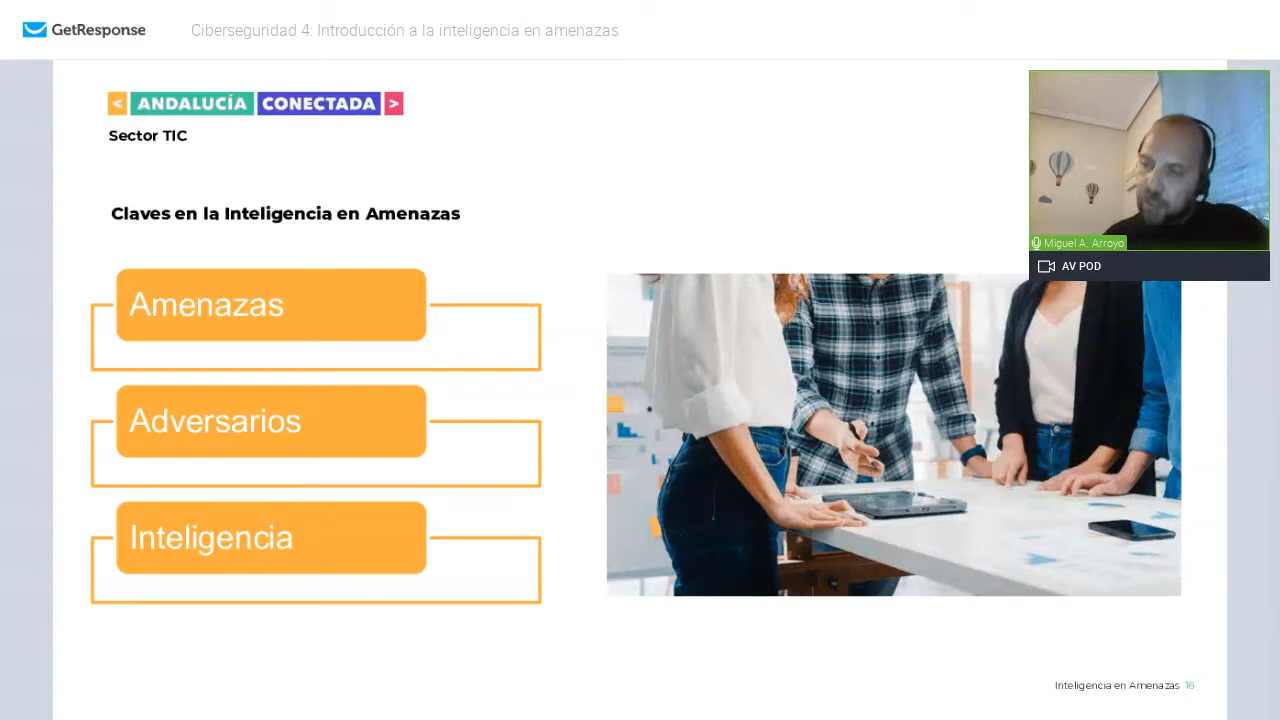 GetResponse
Ciberseguridad 4: Introducción a la inteligencia en amenazas
< ANDALUCÍA CONECTADA >
Sector TIC
Miguel A. Arroyo
AV POD
Claves en la Inteligencia en Amenazas
Amenazas
Adversarios
Inteligencia
Inteligencia en Amenazas 16